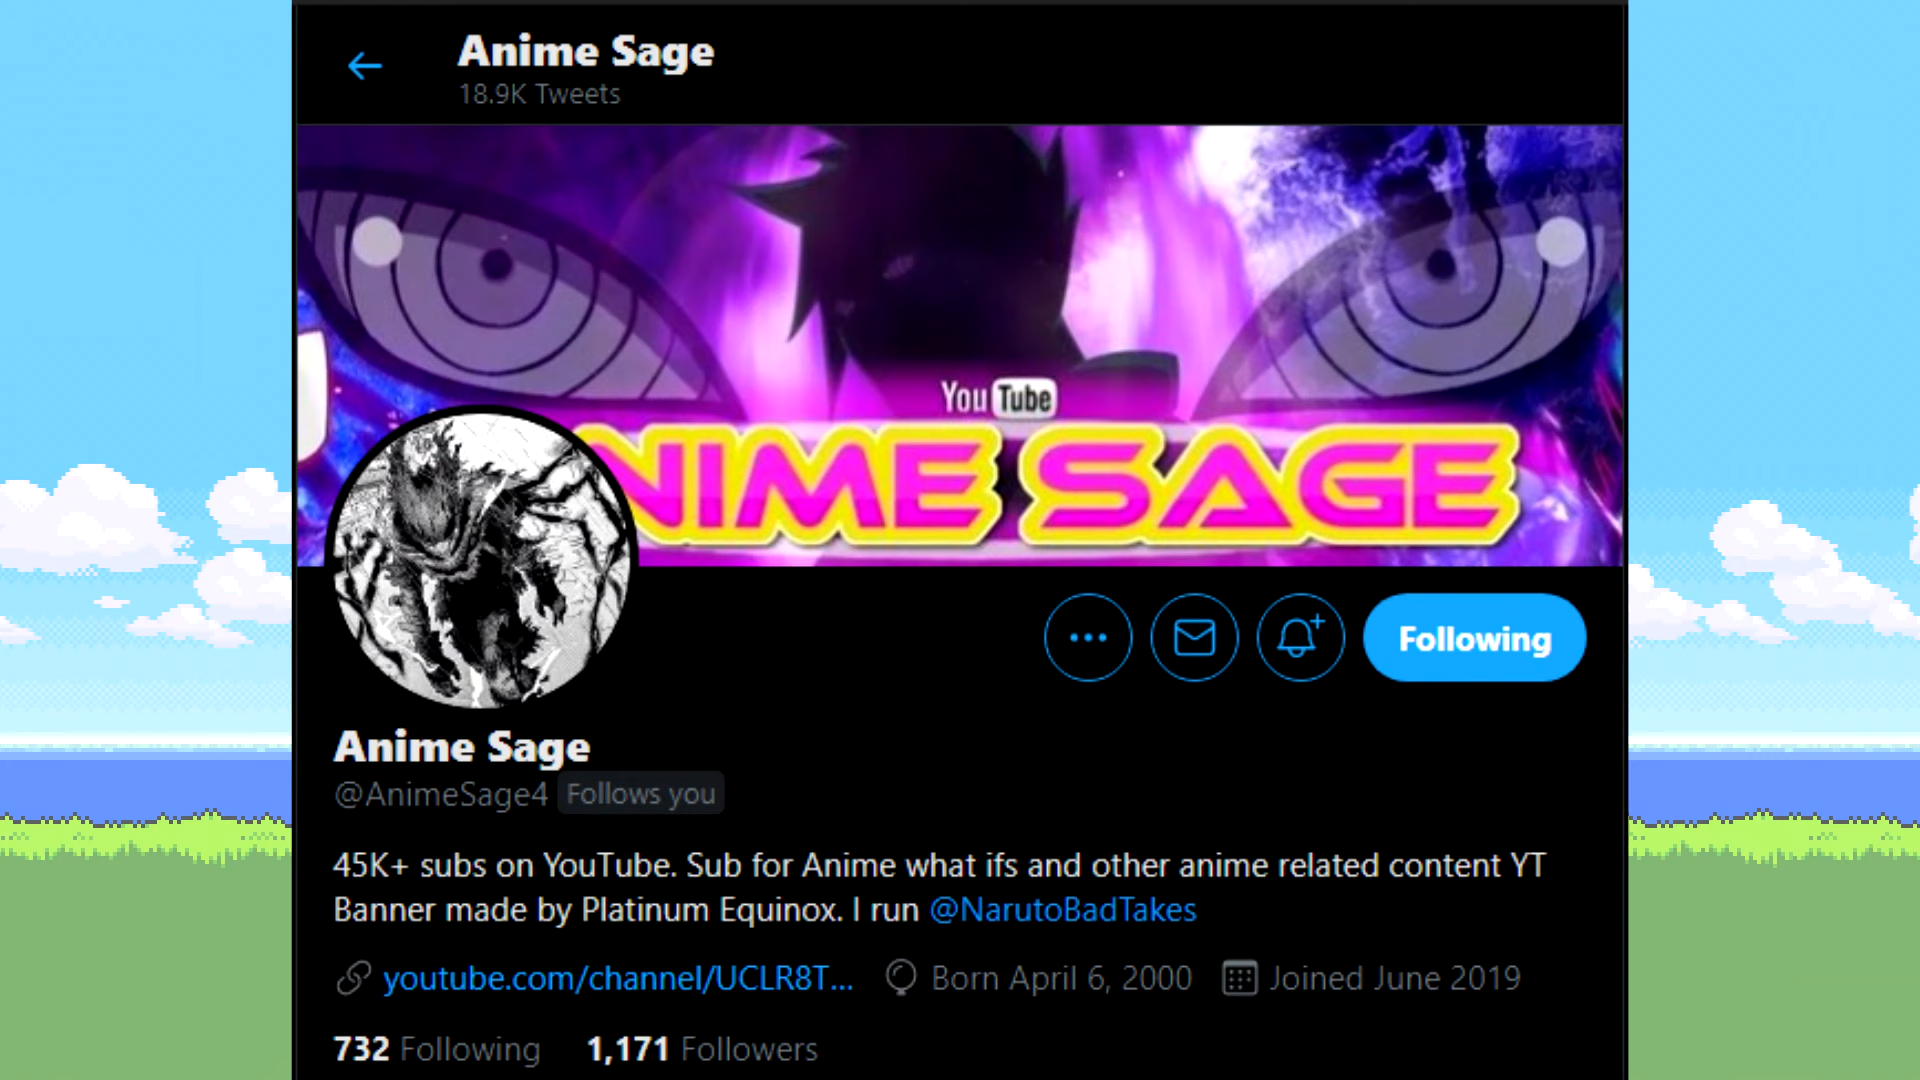 Anime Sage
18.9K Tweets
YouTube
NIME SAGE
Following
Anime Sage
@AnimeSage4 Follows you
45K+ subs on YouTube. Sub for Anime what ifs and other anime related content YT
Banner made by Platinum Equinox. I run @NarutoBadTakes
youtube.com/channel/UCLR8T... Born April 6, 2000 Joined June 2019
732 Following 1,171 Followers